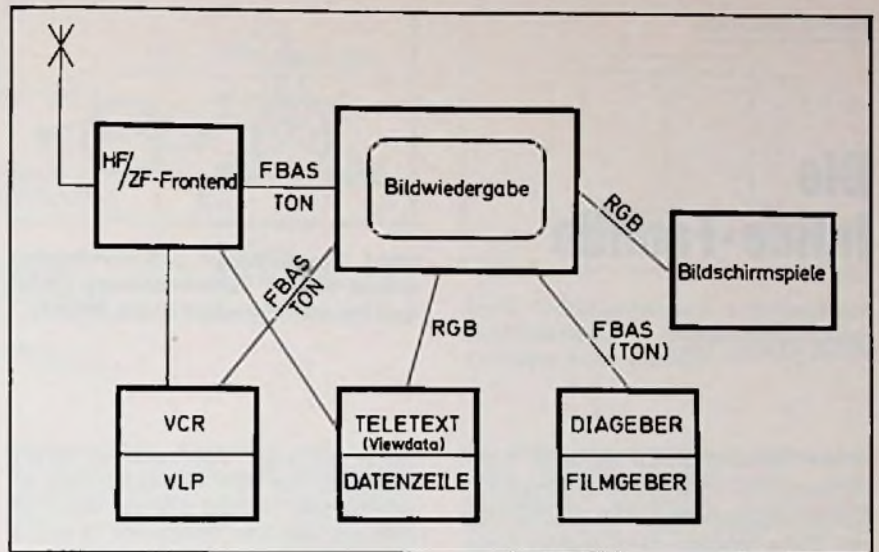 HF/ZF-Frontend
FBAS
TON
Bildwiedergabe
RGB
Bildschirmspiele
FBAS
TON
RGB
FBAS
(TON)
VCR
VLP
TELETEXT
(Viewdata)
DATENZEILE
DIAGEBER
FILMGEBER